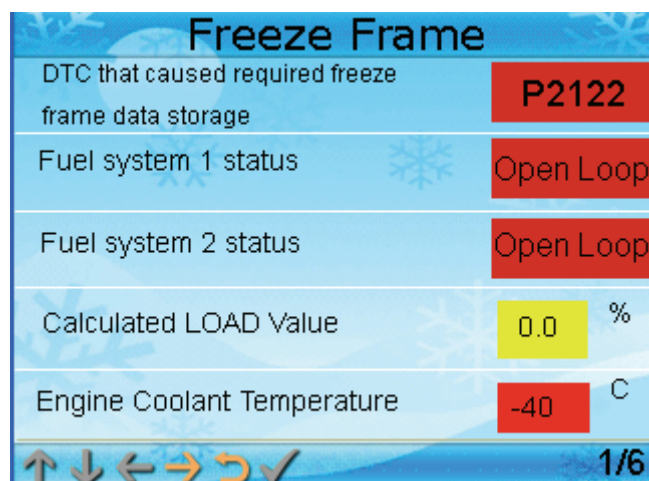 Freeze Frame
DTC that caused required freeze
frame data storage
P2122
Fuel system 1 status
Open Loop
Fuel system 2 status
Open Loop
Calculated LOAD Value
0.0
%
Engine Coolant Temperature
-40
C
1/6